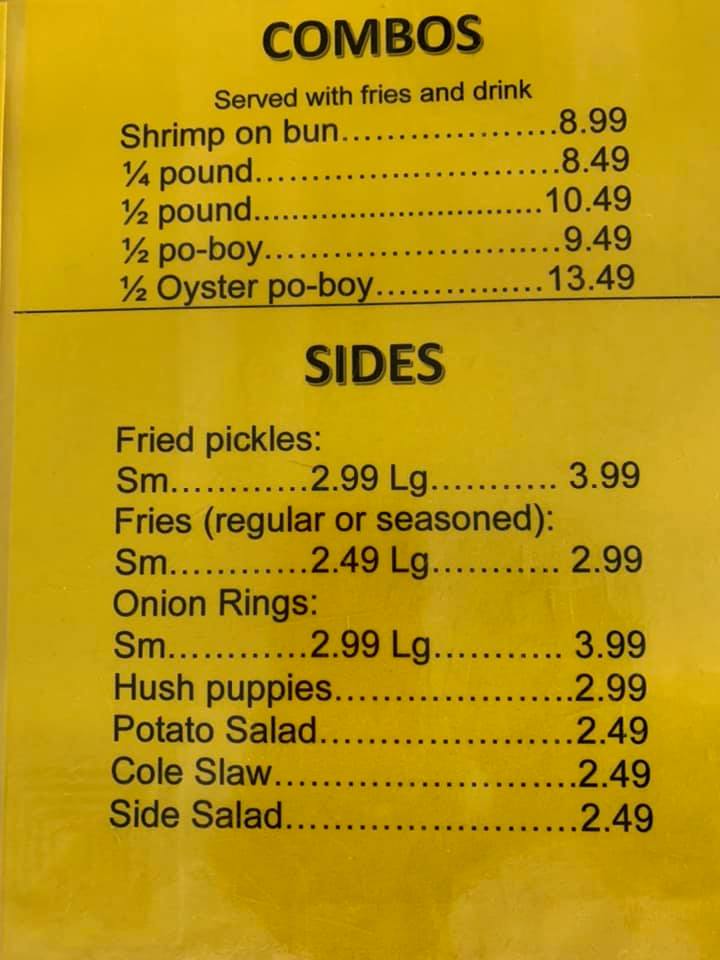 COMBOS
Served with fries and drink
Shrimp on bun....................8.99
¼ pound.............................8.49
½ pound.............................10.49
½ po-boy............................9.49
½ Oyster po-boy...............13.49
SIDES
Fried pickles:
Sm............2.99 Lg........... 3.99
Fries (regular or seasoned):
Sm............2.49 Lg........... 2.99
Onion Rings:
Sm............2.99 Lg........... 3.99
Hush puppies.....................2.99
Potato Salad......................2.49
Cole Slaw..........................2.49
Side Salad.........................2.49